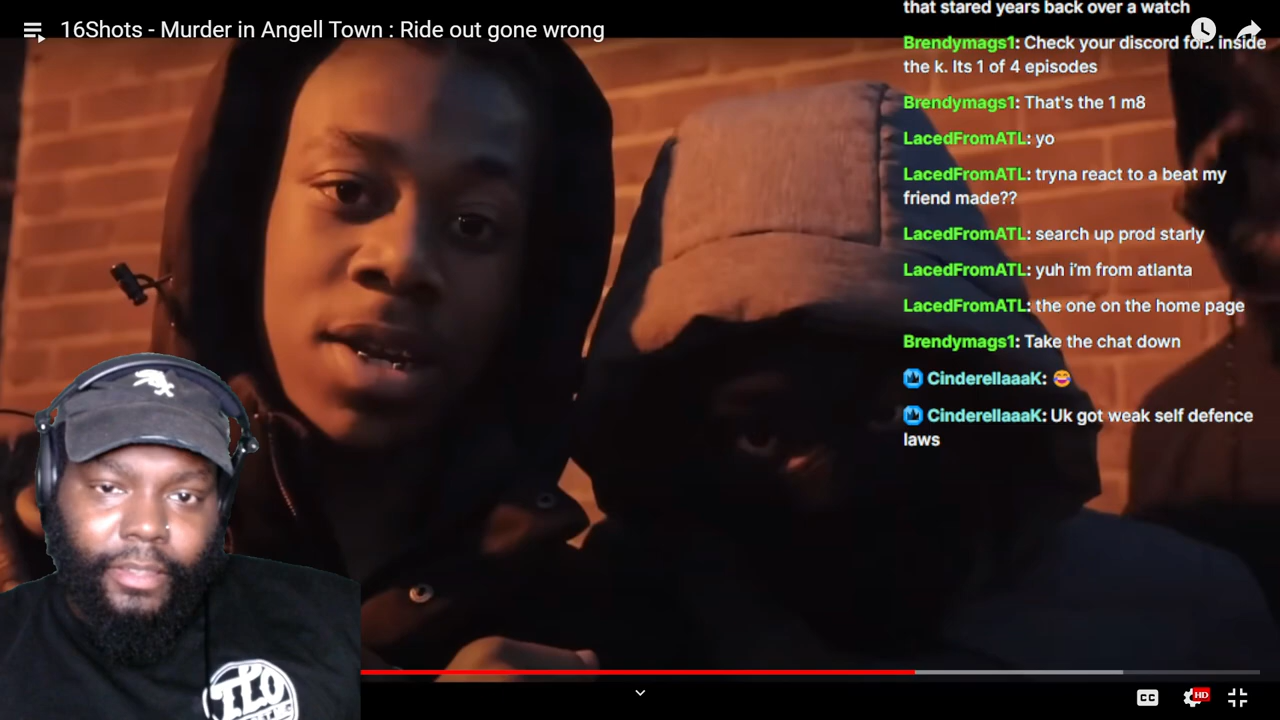 16Shots - Murder in Angell Town : Ride out gone wrong
that stared years back over a watch
Brendymags1: Check your discord for.. inside
the k. Its 1 of 4 episodes
Brendymags1: That's the 1 m8
LacedFromATL: yo
LacedFromATL: tryna react to a beat my
friend made??
LacedFromATL: search up prod starly
LacedFromATL: yuh i'm from atlanta
LacedFromATL: the one on the home page
Brendymags1: Take the chat down
CinderellaaaK: 😂
CinderellaaaK: Uk got weak self defence
laws
TLO
CC
HD